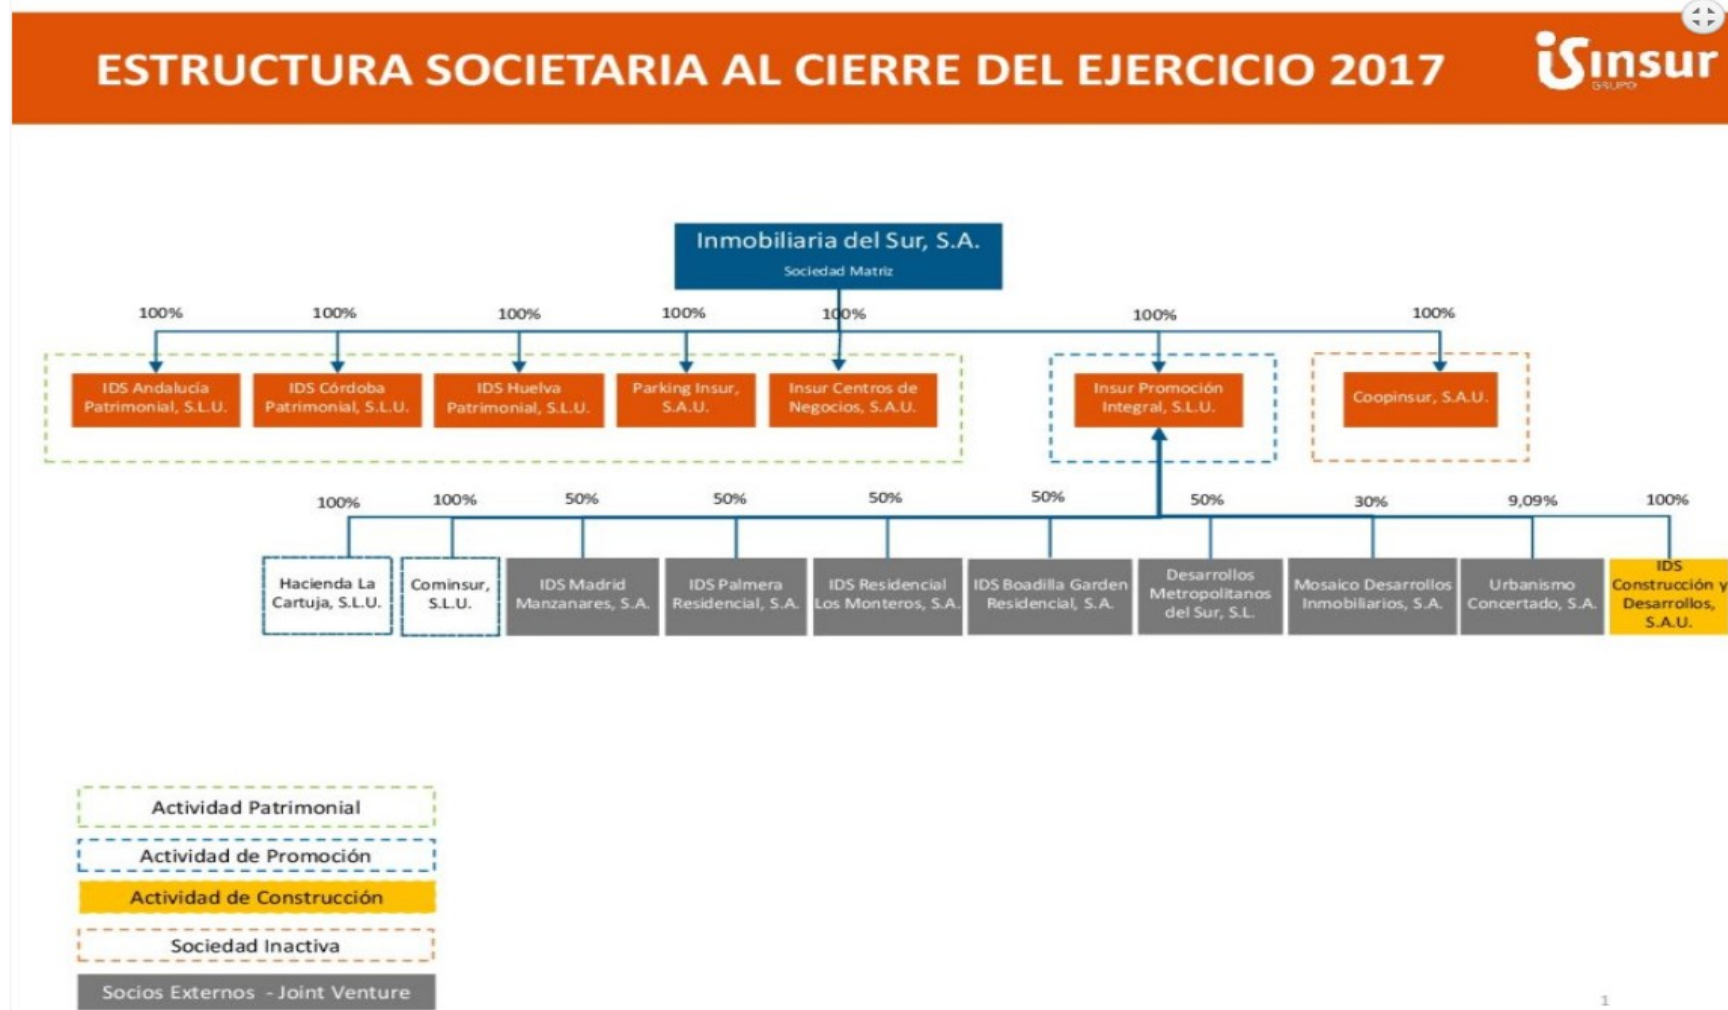 ESTRUCTURA SOCIETARIA AL CIERRE DEL EJERCICIO 2017
insur
GRUPO
Inmobiliaria del Sur, S.A.
Sociedad Matriz
100%
100%
100%
100%
100%
100%
100%
IDS Andalucía
Patrimonial, S.L.U.
IDS Córdoba
Patrimonial, S.L.U.
IDS Huelva
Patrimonial, S.L.U.
Parking Insur,
S.A.U.
Insur Centros de
Negocios, S.A.U.
Insur Promoción
Integral, S.L.U.
Coopinsur, S.A.U.
100%
100%
50%
50%
50%
50%
50%
30%
9,09%
100%
Hacienda La
Cartuja, S.L.U.
Cominsur,
S.L.U.
IDS Madrid
Manzanares, S.A.
IDS Palmera
Residencial, S.A.
IDS Residencial
Los Monteros, S.A.
IDS Boadilla Garden
Residencial, S.A.
Desarrollos
Metropolitanos
del Sur, S.L.
Mosaico Desarrollos
Inmobiliarios, S.A.
Urbanismo
Concertado, S.A.
IDS
Construcción y
Desarrollos,
S.A.U.
Actividad Patrimonial
Actividad de Promoción
Actividad de Construcción
Sociedad Inactiva
Socios Externos - Joint Venture
1